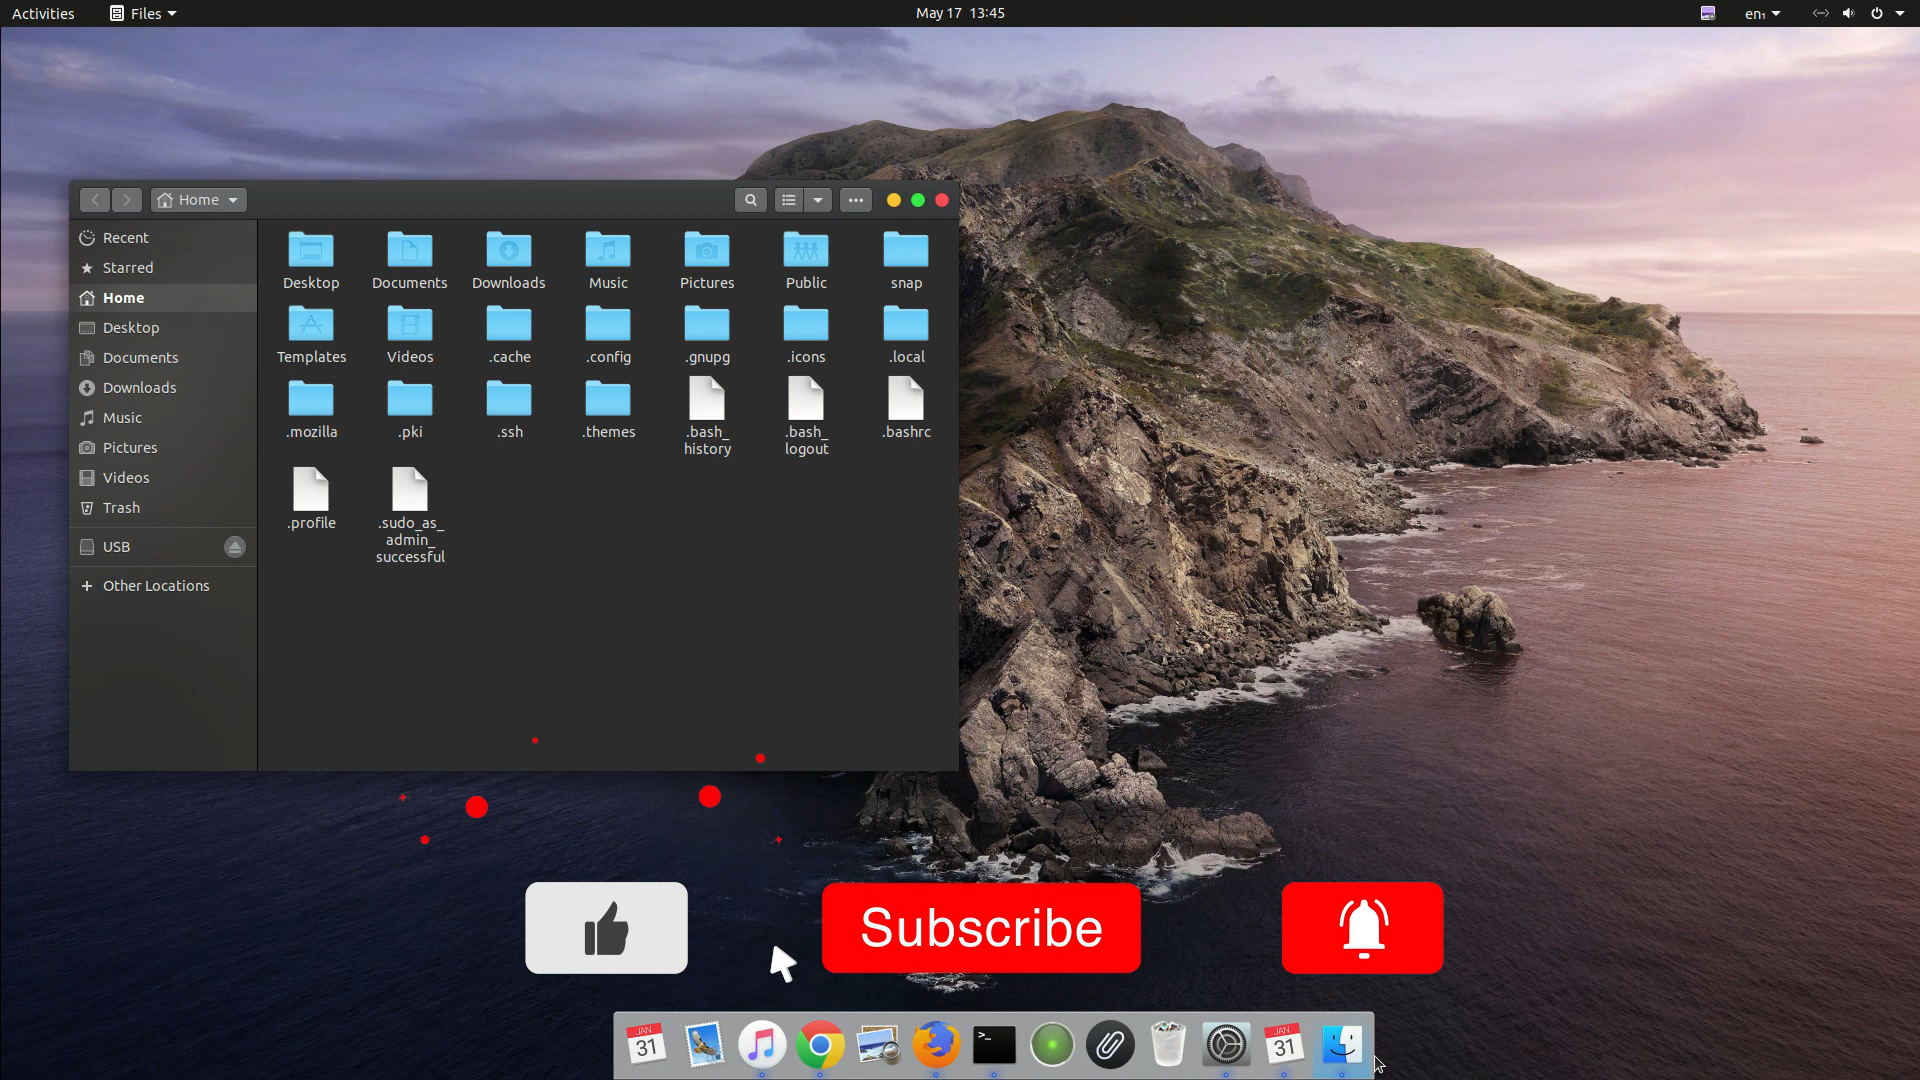 Activities
Files
May 17 13:45
en₁
Home
Recent
Starred
Home
Desktop
Documents
Downloads
Music
Pictures
Videos
Trash
USB
Other Locations
Desktop Documents Downloads Music Pictures Public snap
Templates Videos .cache .config .gnupg .icons .local
.mozilla .pki .ssh .themes .bash_ .bash_ .bashrc
history logout
.profile .sudo_as_
admin_
successful
Subscribe
JAN
31
>_
JAN
31